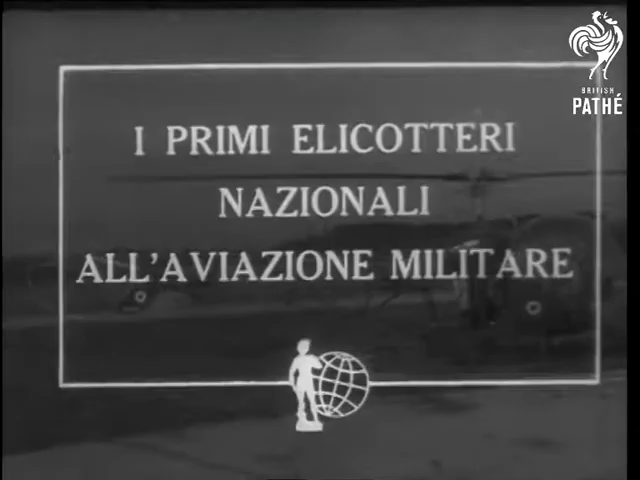 BRITISH
PATHÉ
I PRIMI ELICOTTERI
NAZIONALI
ALL'AVIAZIONE MILITARE